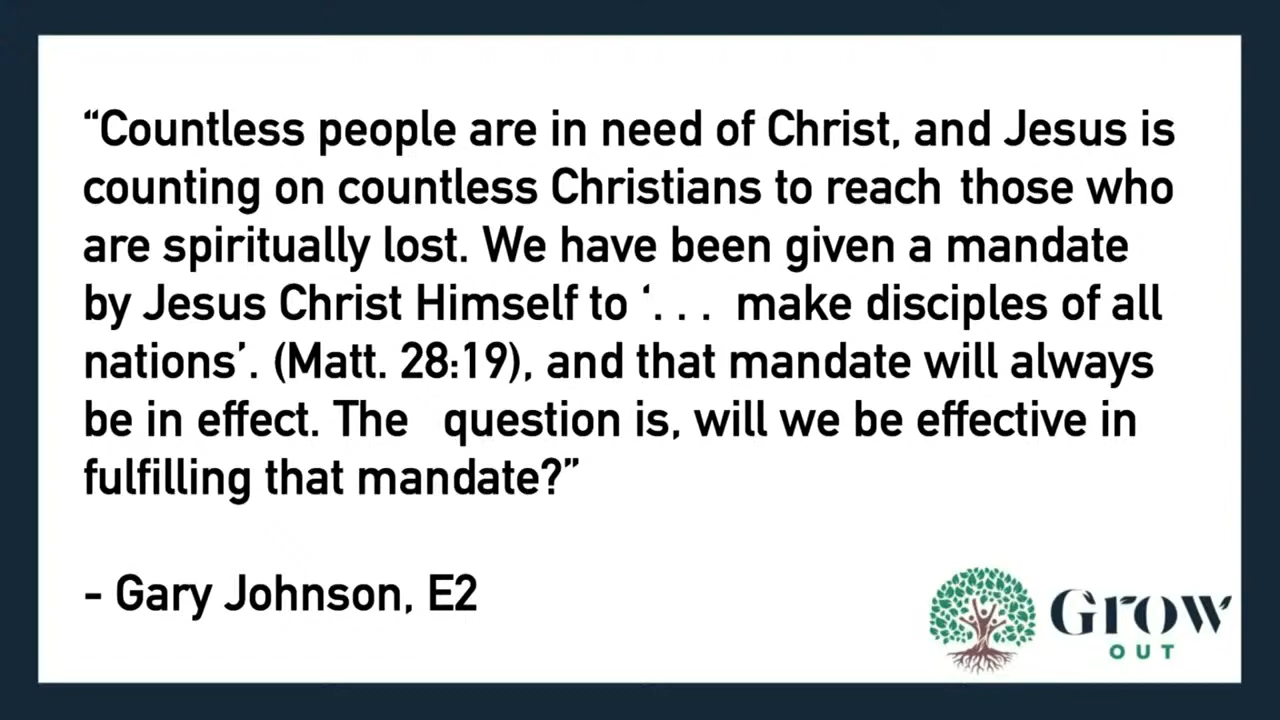 “Countless people are in need of Christ, and Jesus is
counting on countless Christians to reach those who
are spiritually lost. We have been given a mandate
by Jesus Christ Himself to ‘. . . make disciples of all
nations’. (Matt. 28:19), and that mandate will always
be in effect. The question is, will we be effective in
fulfilling that mandate?”
- Gary Johnson, E2
Grow
OUT